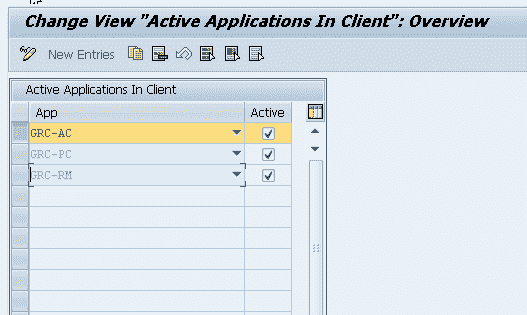 Change View "Active Applications In Client": Overview
New Entries
Active Applications In Client
App Active
GRC-AC
GRC-PC
GRC-RM